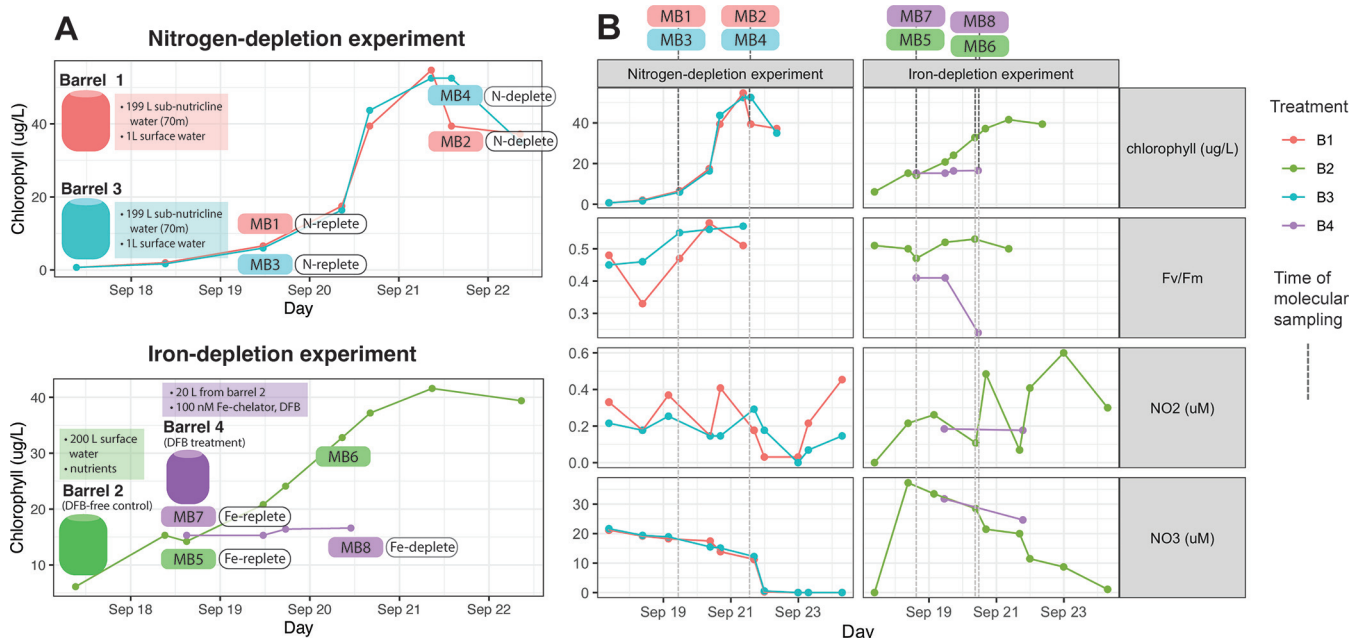 A
Nitrogen-depletion experiment
Chlorophyll (ug/L)
40
20
0
Barrel 1
• 199 L sub-nutricline
water (70m)
• 1L surface water
Barrel 3
• 199 L sub-nutricline
water (70m)
• 1L surface water
MB4 N-deplete
MB2 N-deplete
MB1 N-replete
MB3 N-replete
Sep 18 Sep 19 Sep 20 Sep 21 Sep 22
Day
Iron-depletion experiment
Chlorophyll (ug/L)
40
30
20
10
• 20 L from barrel 2
• 100 nM Fe-chelator, DFB
Barrel 4
(DFB treatment)
• 200 L surface
water
• nutrients
Barrel 2
(DFB-free control)
MB6
MB7 Fe-replete
MB8 Fe-deplete
MB5 Fe-replete
Sep 18 Sep 19 Sep 20 Sep 21 Sep 22
Day
B
MB1 MB2 MB7 MB8
MB3 MB4 MB5 MB6
Nitrogen-depletion experiment Iron-depletion experiment
40
20
0
chlorophyll (ug/L)
0.5
0.4
0.3
Fv/Fm
0.6
0.4
0.2
0.0
NO2 (uM)
30
20
10
0
NO3 (uM)
Sep 19 Sep 21 Sep 23 Sep 19 Sep 21 Sep 23
Day
Treatment
B1
B2
B3
B4
Time of
molecular
sampling